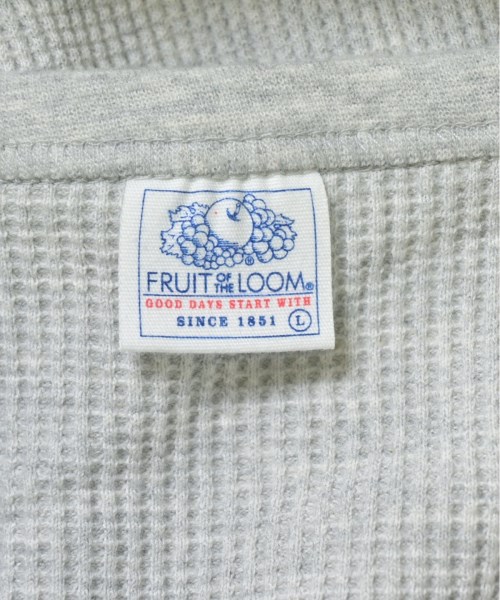 ®
FRUIT OF THE LOOM®
GOOD DAYS START WITH
SINCE 1851 L